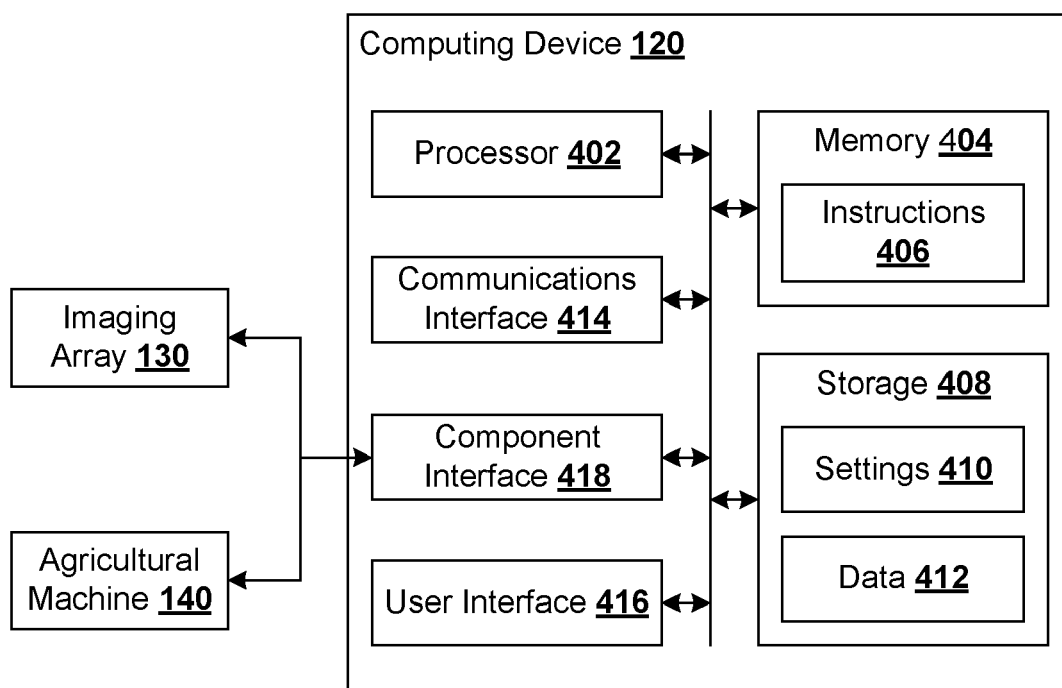 Computing Device 120
Processor 402
Memory 404
Instructions
406
Communications
Interface 414
Imaging
Array 130
Storage 408
Component
Interface 418
Settings 410
Agricultural
Machine 140
User Interface 416
Data 412